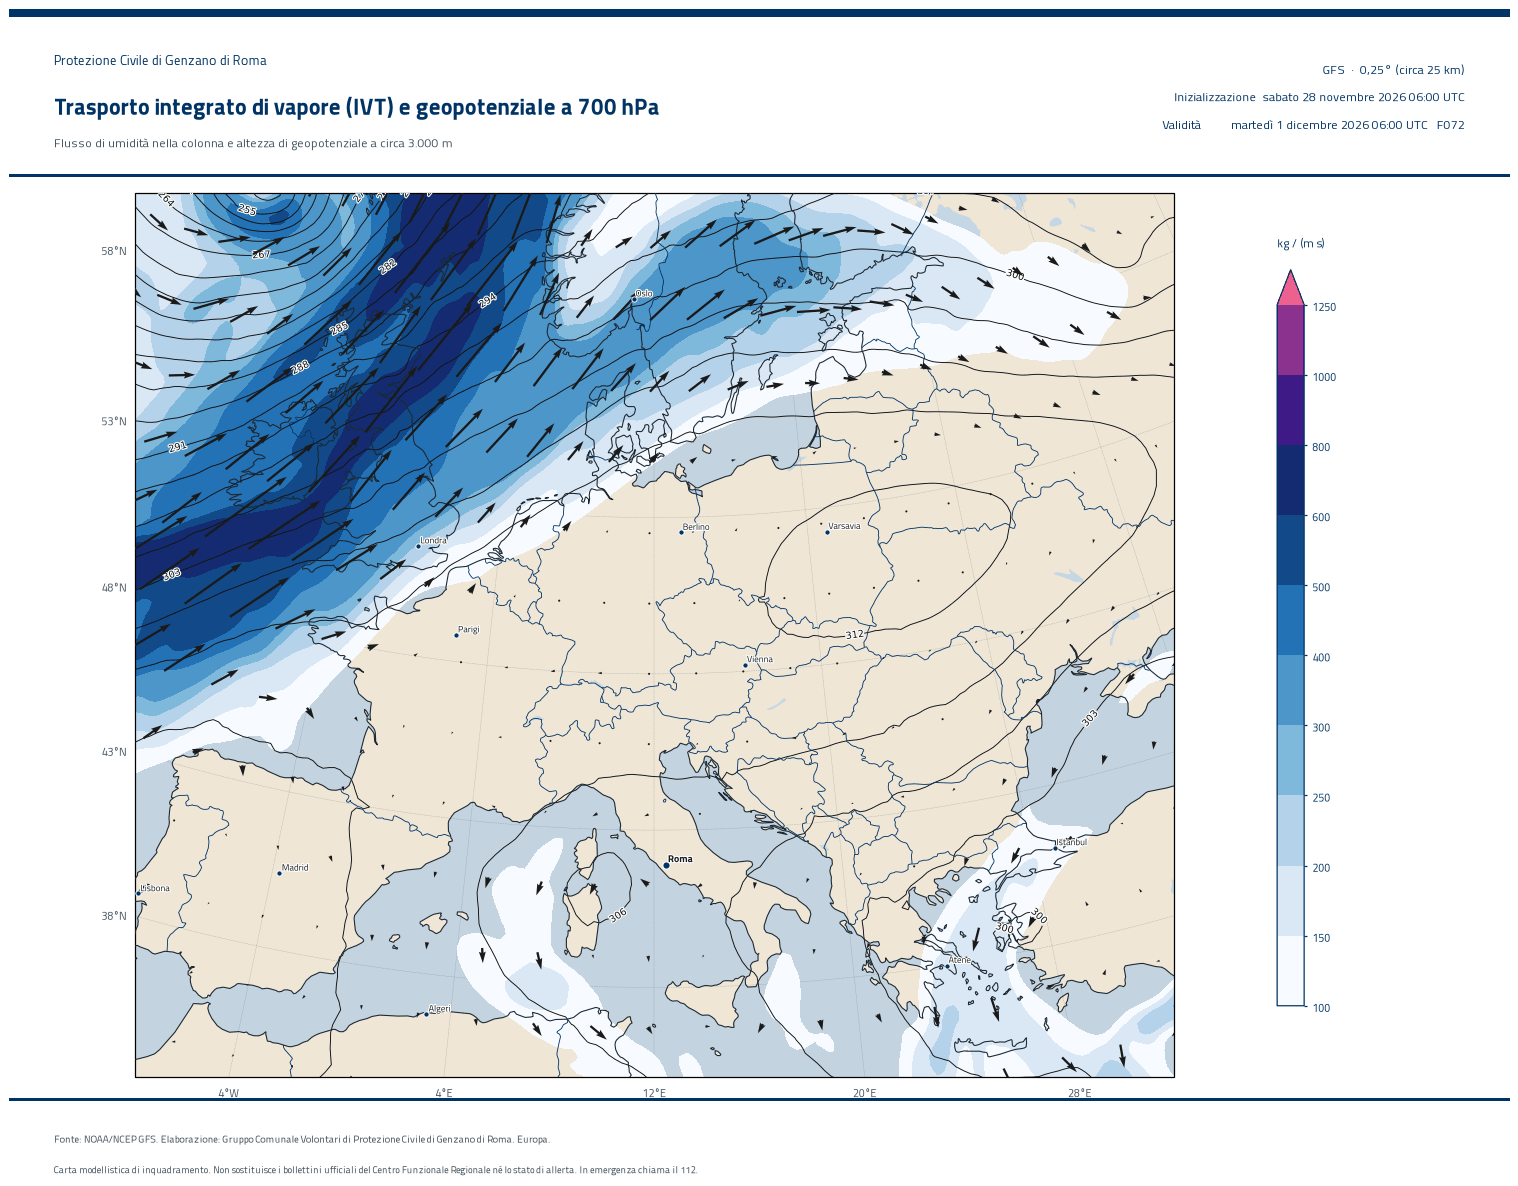 Protezione Civile di Genzano di Roma
Trasporto integrato di vapore (IVT) e geopotenziale a 700 hPa
Flusso di umidità nella colonna e altezza di geopotenziale a circa 3.000 m
GFS · 0,25° (circa 25 km)
Inizializzazione sabato 28 novembre 2026 06:00 UTC
Validità martedì 1 dicembre 2026 06:00 UTC F072
264
255
267
282
294
285
288
291
303
300
312
303
306
300
300
58°N
53°N
48°N
43°N
38°N
4°W
4°E
12°E
20°E
28°E
Oslo
Londra
Berlino
Varsavia
Parigi
Vienna
Madrid
Lisbona
Roma
Istanbul
Atene
Algeri
kg / (m s)
1250
1000
800
600
500
400
300
250
200
150
100
Fonte: NOAA/NCEP GFS. Elaborazione: Gruppo Comunale Volontari di Protezione Civile di Genzano di Roma. Europa.
Carta modellistica di inquadramento. Non sostituisce i bollettini ufficiali del Centro Funzionale Regionale né lo stato di allerta. In emergenza chiama il 112.